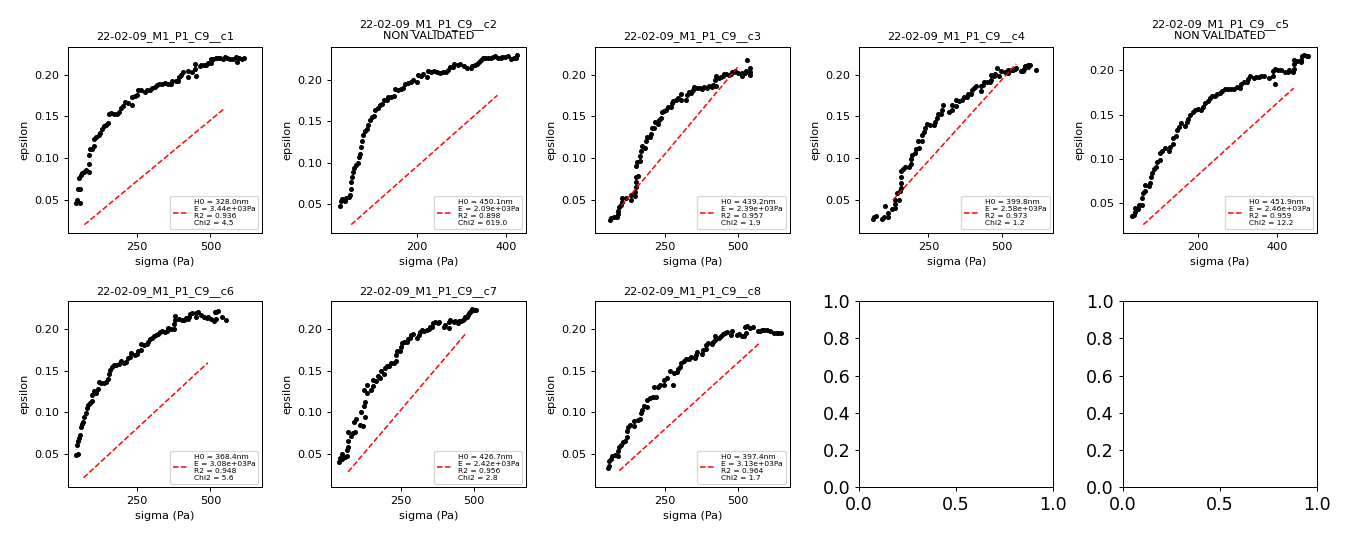 22-02-09_M1_P1_C9__c1
epsilon
0.20
0.15
0.10
0.05
250
500
sigma (Pa)
H0 = 328.0nm
E = 3.44e+03Pa
R2 = 0.936
Chi2 = 4.5
22-02-09_M1_P1_C9__c2
NON VALIDATED
epsilon
0.20
0.15
0.10
0.05
200
400
sigma (Pa)
H0 = 450.1nm
E = 2.09e+03Pa
R2 = 0.898
Chi2 = 619.0
22-02-09_M1_P1_C9__c3
epsilon
0.20
0.15
0.10
0.05
250
500
sigma (Pa)
H0 = 439.2nm
E = 2.39e+03Pa
R2 = 0.957
Chi2 = 1.9
22-02-09_M1_P1_C9__c4
epsilon
0.20
0.15
0.10
0.05
250
500
sigma (Pa)
H0 = 399.8nm
E = 2.58e+03Pa
R2 = 0.973
Chi2 = 1.2
22-02-09_M1_P1_C9__c5
NON VALIDATED
epsilon
0.20
0.15
0.10
0.05
200
400
sigma (Pa)
H0 = 451.9nm
E = 2.46e+03Pa
R2 = 0.959
Chi2 = 12.2
22-02-09_M1_P1_C9__c6
epsilon
0.20
0.15
0.10
0.05
250
500
sigma (Pa)
H0 = 368.4nm
E = 3.08e+03Pa
R2 = 0.948
Chi2 = 5.6
22-02-09_M1_P1_C9__c7
epsilon
0.20
0.15
0.10
0.05
250
500
sigma (Pa)
H0 = 426.7nm
E = 2.42e+03Pa
R2 = 0.956
Chi2 = 2.8
22-02-09_M1_P1_C9__c8
epsilon
0.20
0.15
0.10
0.05
250
500
sigma (Pa)
H0 = 397.4nm
E = 3.13e+03Pa
R2 = 0.964
Chi2 = 1.7
1.0
0.8
0.6
0.4
0.2
0.0
0.0
0.5
1.0
1.0
0.8
0.6
0.4
0.2
0.0
0.0
0.5
1.0